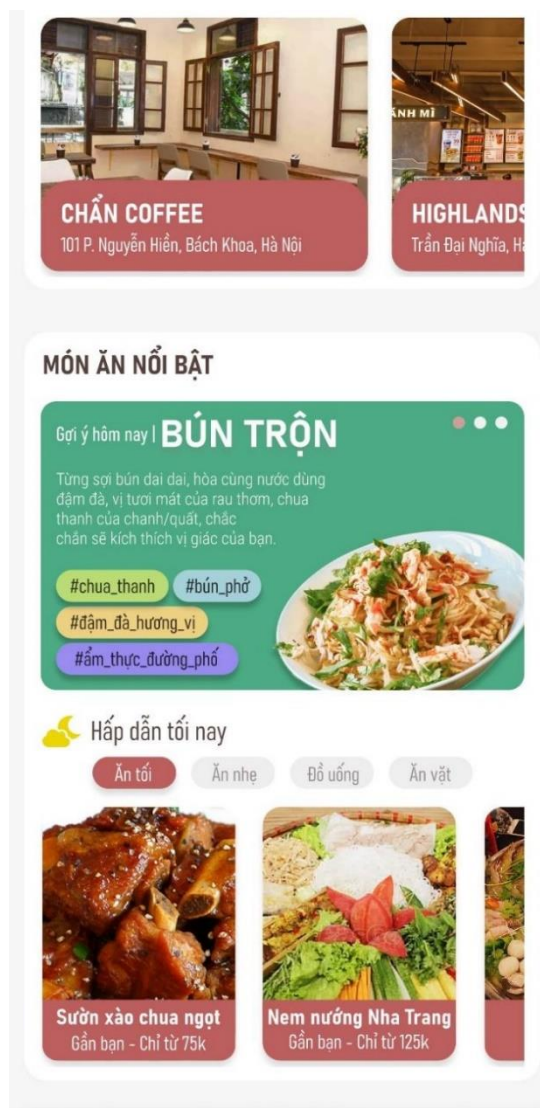 ÁNH MÌ
CHẨN COFFEE
101 P. Nguyễn Hiền, Bách Khoa, Hà Nội
HIGHLANDS
Trần Đại Nghĩa, H
MÓN ĂN NỔI BẬT
Gợi ý hôm nay | BÚN TRỘN
Từng sợi bún dai dai, hòa cùng nước dùng
đậm đà, vị tươi mát của rau thơm, chua
thanh của chanh/quất, chắc
chắn sẽ kích thích vị giác của bạn.
#chua_thanh #bún_phở
#đậm_đà_hương_vị
#ẩm_thực_đường_phố
Hấp dẫn tối nay
Ăn tối Ăn nhẹ Đồ uống Ăn vặt
Sườn xào chua ngọt
Gần bạn - Chỉ từ 75k
Nem nướng Nha Trang
Gần bạn - Chỉ từ 125k